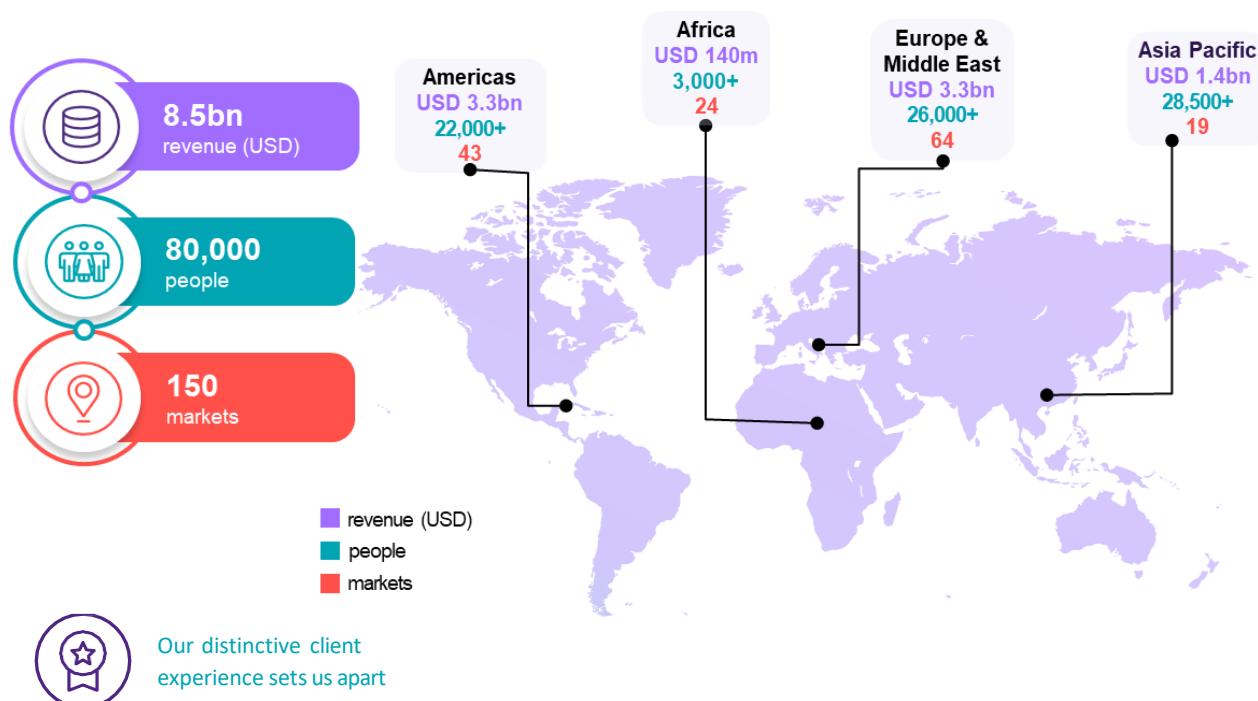 8.5bn
revenue (USD)
80,000
people
150
markets
Americas
USD 3.3bn
22,000+
43
Africa
USD 140m
3,000+
24
Europe &
Middle East
USD 3.3bn
26,000+
64
Asia Pacific
USD 1.4bn
28,500+
19
revenue (USD)
people
markets
Our distinctive client
experience sets us apart